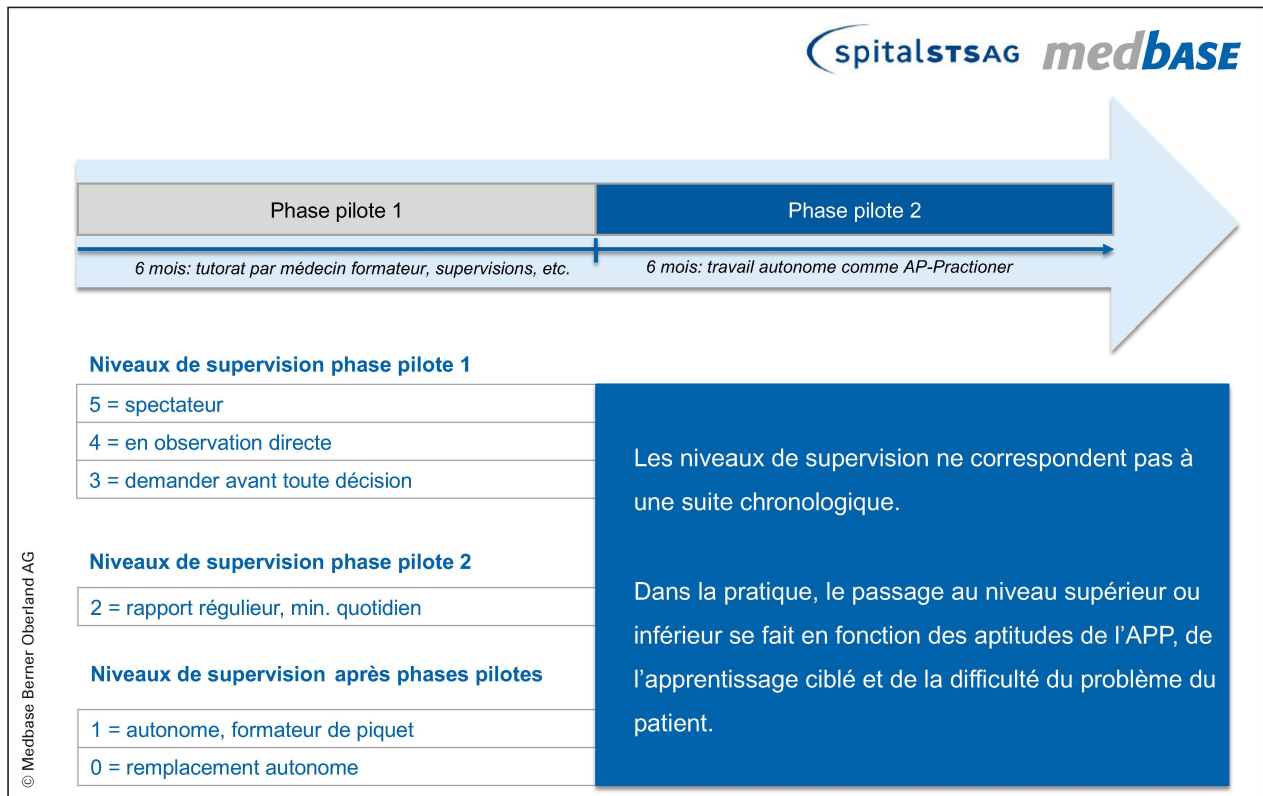 spitalSTSAG medBASE
Phase pilote 1
Phase pilote 2
6 mois: tutorat par médecin formateur, supervisions, etc.
6 mois: travail autonome comme AP-Practioner
Niveaux de supervision phase pilote 1
5 = spectateur
4 = en observation directe
3 = demander avant toute décision
Niveaux de supervision phase pilote 2
2 = rapport régulieur, min. quotidien
Niveaux de supervision après phases pilotes
1 = autonome, formateur de piquet
0 = remplacement autonome
Les niveaux de supervision ne correspondent pas à
une suite chronologique.
Dans la pratique, le passage au niveau supérieur ou
inférieur se fait en fonction des aptitudes de l’APP, de
l’apprentissage ciblé et de la difficulté du problème du
patient.
© Medbase Berner Oberland AG